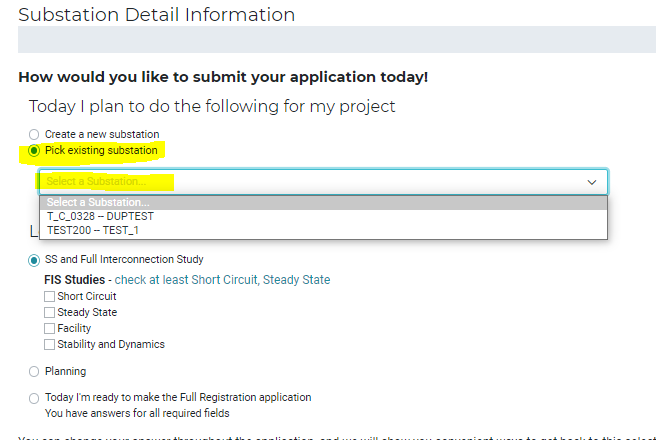 Substation Detail Information
How would you like to submit your application today!
Today I plan to do the following for my project
Create a new substation
Pick existing substation
Select a Substation...
Select a Substation...
T_C_0328 -- DUPTEST
TEST200 -- TEST_1
SS and Full Interconnection Study
FIS Studies - check at least Short Circuit, Steady State
Short Circuit
Steady State
Facility
Stability and Dynamics
Planning
Today I'm ready to make the Full Registration application
You have answers for all required fields